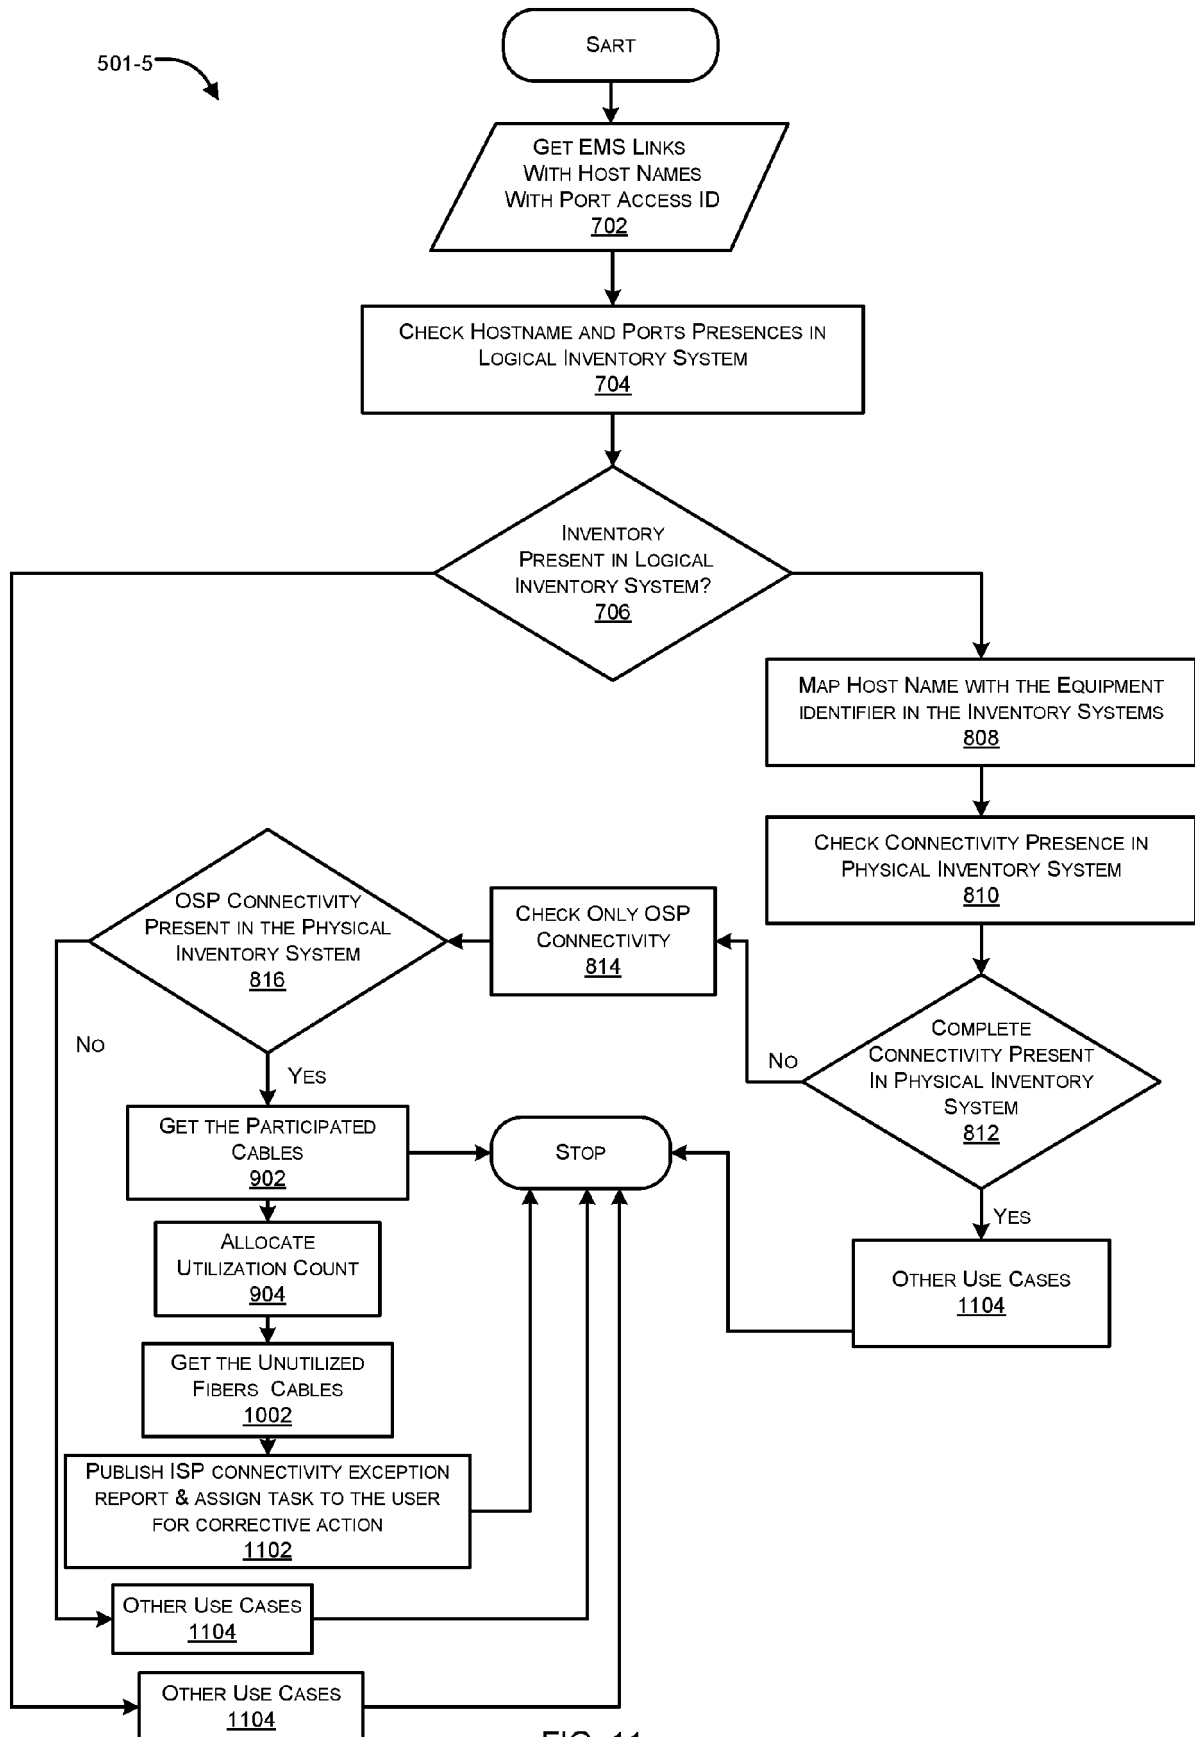 501-5
SART
GET EMS LINKS
WITH HOST NAMES
WITH PORT ACCESS ID
702
CHECK HOSTNAME AND PORTS PRESENCES IN
LOGICAL INVENTORY SYSTEM
704
INVENTORY
PRESENT IN LOGICAL
INVENTORY SYSTEM?
706
MAP HOST NAME WITH THE EQUIPMENT
IDENTIFIER IN THE INVENTORY SYSTEMS
808
CHECK CONNECTIVITY PRESENCE IN
PHYSICAL INVENTORY SYSTEM
810
COMPLETE
CONNECTIVITY PRESENT
IN PHYSICAL INVENTORY
SYSTEM
812
NO
YES
OTHER USE CASES
1104
CHECK ONLY OSP
CONNECTIVITY
814
OSP CONNECTIVITY
PRESENT IN THE PHYSICAL
INVENTORY SYSTEM
816
NO
YES
GET THE PARTICIPATED
CABLES
902
STOP
ALLOCATE
UTILIZATION COUNT
904
GET THE UNUTILIZED
FIBERS CABLES
1002
PUBLISH ISP CONNECTIVITY EXCEPTION
REPORT & ASSIGN TASK TO THE USER
FOR CORRECTIVE ACTION
1102
OTHER USE CASES
1104
OTHER USE CASES
1104
FIG. 11